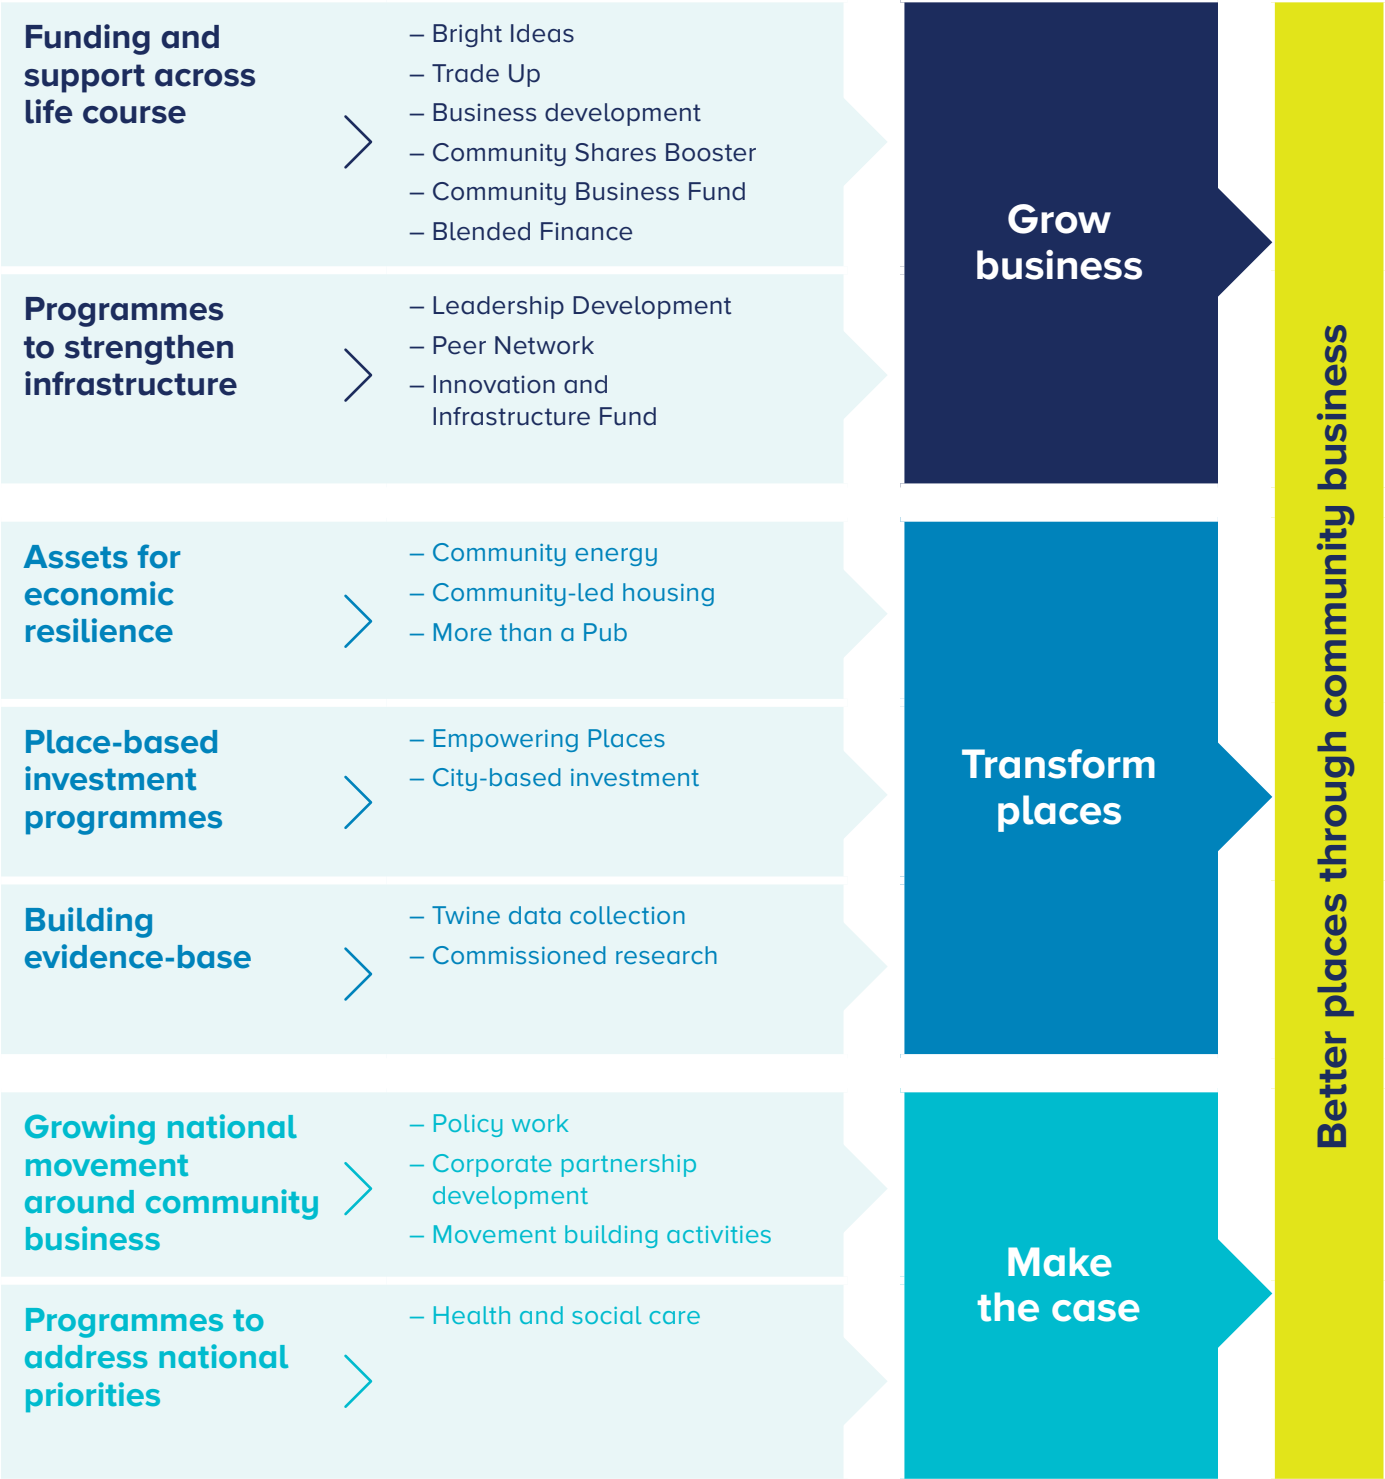 Funding and
support across
life course
– Bright Ideas
– Trade Up
– Business development
– Community Shares Booster
– Community Business Fund
– Blended Finance
Programmes
to strengthen
infrastructure
– Leadership Development
– Peer Network
– Innovation and
Infrastructure Fund
Grow
business
Assets for
economic
resilience
– Community energy
– Community-led housing
– More than a Pub
Place-based
investment
programmes
– Empowering Places
– City-based investment
Building
evidence-base
– Twine data collection
– Commissioned research
Transform
places
Growing national
movement
around community
business
– Policy work
– Corporate partnership
development
– Movement building activities
Programmes to
address national
priorities
– Health and social care
Make
the case
Better places through community business